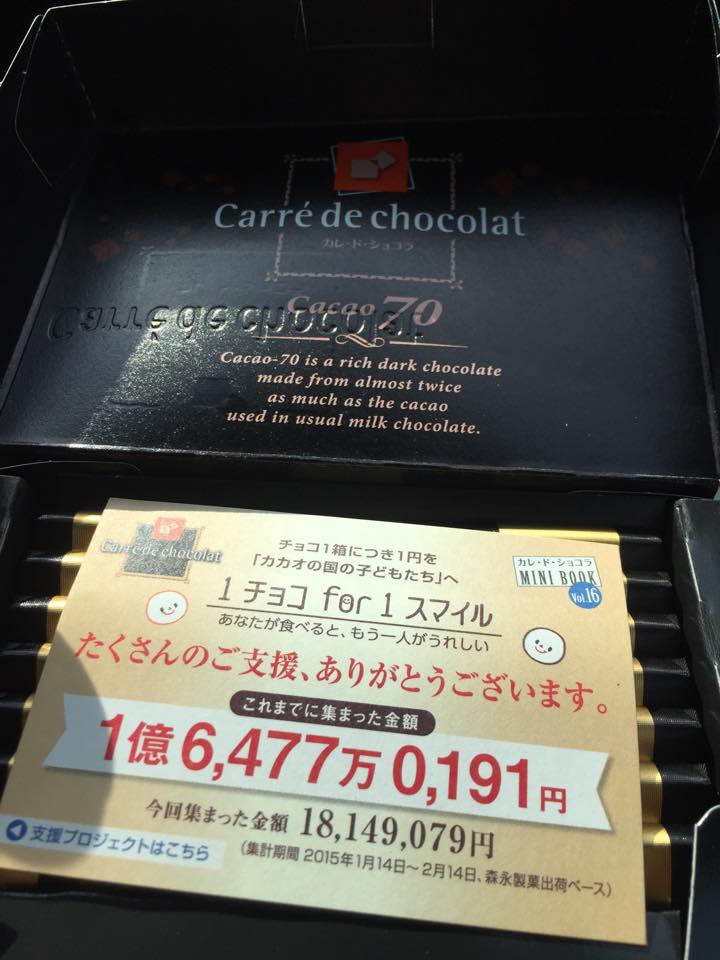 Carré de chocolat
カレ・ド・ショコラ
Cacao 70
Carré de chocolat
Cacao-70 is a rich dark chocolate
made from almost twice
as much as the cacao
used in usual milk chocolate.
Carré de chocolat
チョコ1箱につき1円を
「カカオの国の子どもたち」へ
1 チョコ for 1 スマイル
あなたが食べると、もう一人がうれしい
カレ・ド・ショコラ
MINI BOOK
Vol.16
たくさんのご支援、ありがとうございます。
これまでに集まった金額
1億6,477万0,191円
今回集まった金額 18,149,079円
(集計期間 2015年1月14日〜2月14日、森永製菓出荷ベース)
支援プロジェクトはこちら